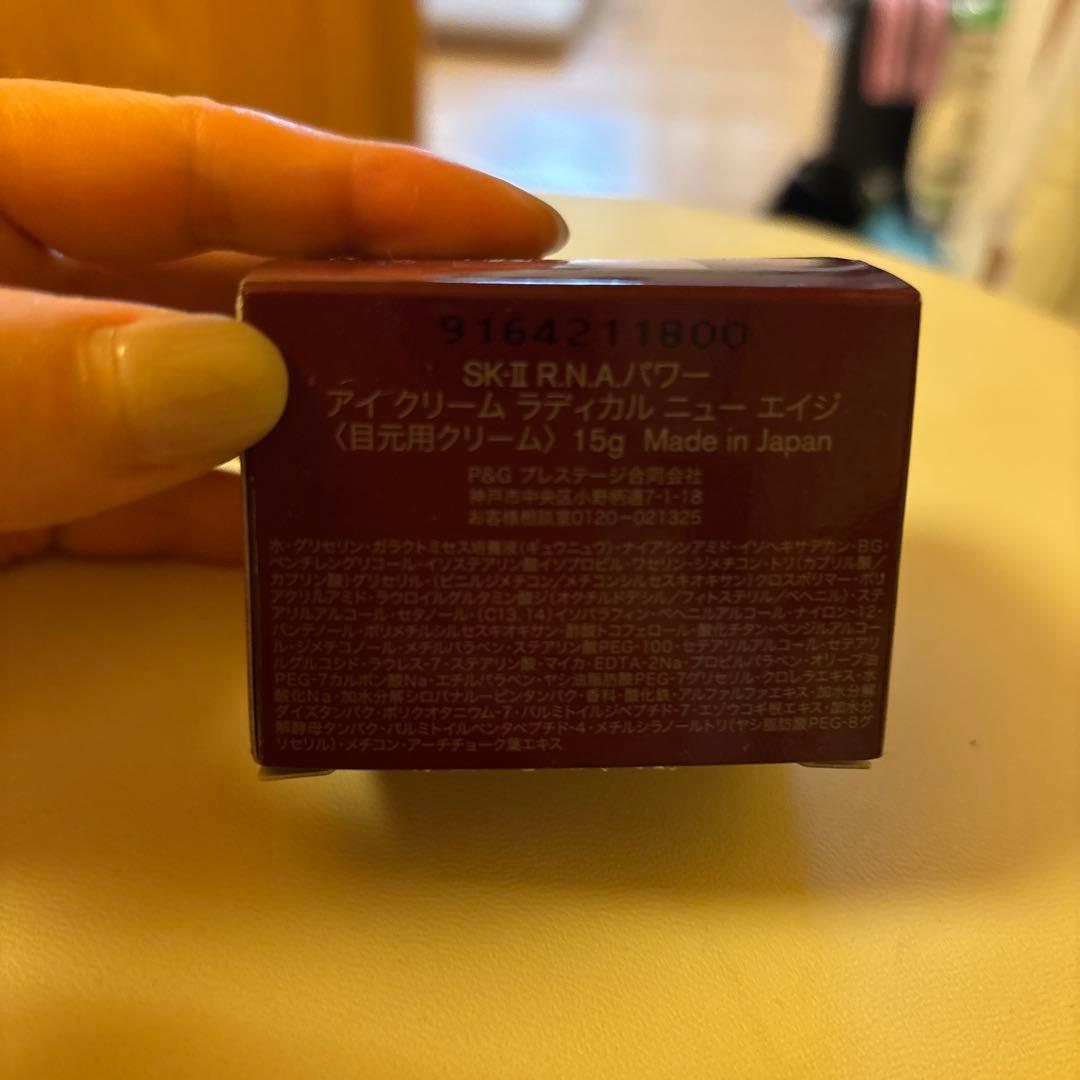 9164211800
SK-II R.N.A.パワー
アイ クリーム ラディカル ニュー エイジ
〈目元用クリーム〉 15g Made in Japan
P&G プレステージ合同会社
神戸市中央区小野柄通7-1-18
お客様相談室0120-021325
水・グリセリン・ガラクトミセス培養液(ギュウニュウ)・ナイアシンアミド・イソヘキサデカン・BG・
ペンチレングリコール・イソステアリン酸イソプロピル・ワセリン・ジメチコン・トリ(カプリル酸/
カプリン酸)グリセリル・(ビニルジメチコン/メチコンシルセスキオキサン)クロスポリマー・ポリ
アクリルアミド・ラウロイルグルタミン酸ジ(オクチルドデシル/フィトステリル/ベヘニル)・ステ
アリルアルコール・セタノール・(C13,14)イソパラフィン・ベヘニルアルコール・ナイロン-12・
パンテノール・ポリメチルシルセスキオキサン・酢酸トコフェロール・酸化チタン・ベンジルアルコー
ル・ジメチコノール・メチルパラベン・ステアリン酸PEG-100・セテアリルアルコール・セテアリ
ルグルコシド・ラウレス-7・ステアリン酸・マイカ・EDTA-2Na・プロピルパラベン・オリーブ油
PEG-7カルボン酸Na・エチルパラベン・ヤシ油脂肪酸PEG-7グリセリル・クロレラエキス・水
酸化Na・加水分解シロバナルーピンタンパク・香料・酸化鉄・アルファルファエキス・加水分解
ダイズタンパク・ポリクオタニウム-7・パルミトイルジペプチド-7・エゾウコギ根エキス・加水分
解酵母タンパク・パルミトイルペンタペプチド-4・メチルシラノールトリ(ヤシ脂肪酸PEG-8グ
リセリル)・メチコン・アーチチョーク葉エキス